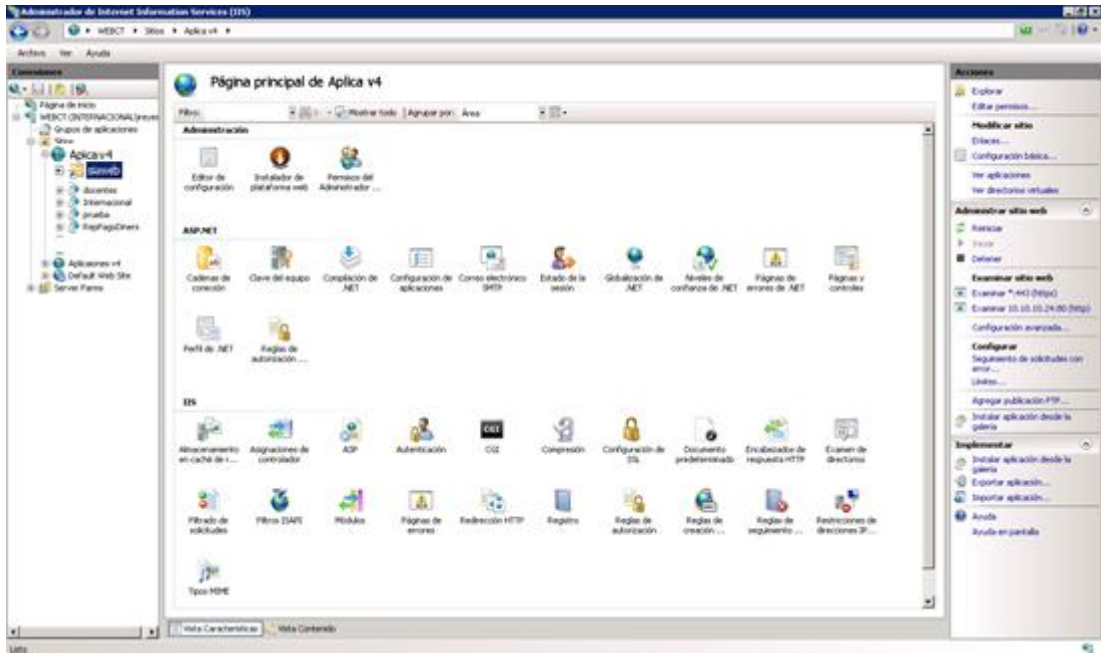 Administrador de Internet Information Services (IIS)
WEBCT Sitios Aplica v4
Archivo Ver Ayuda
Conexiones
Página de inicio
WEBCT (INTERNACIONAL\
Grupos de aplicaciones
Sitios
Aplica v4
docentes
Internacional
prueba
RepPagoDiners
Aplicaciones v4
Default Web Site
Server Farms
Página principal de Aplica v4
Filtro: Mostrar todo Agrupar por: Área
Administración
Editor de configuración
Instalador de plataforma web
Permisos del Administrador ...
ASP.NET
Cadenas de conexión
Clave del equipo
Compilación de .NET
Configuración de aplicaciones
Correo electrónico SMTP
Estado de la sesión
Globalización de .NET
Niveles de confianza de .NET
Páginas de errores de .NET
Páginas y controles
Perfil de .NET
Reglas de autorización ...
IIS
Almacenamiento en caché de r...
Asignaciones de controlador
ASP
Autenticación
CGI
Compresión
Configuración de SSL
Documento predeterminado
Encabezados de respuesta HTTP
Examen de directorios
Filtrado de solicitudes
Filtros ISAPI
Módulos
Páginas de errores
Redirección HTTP
Registro
Reglas de autorización
Reglas de creación ...
Reglas de seguimiento ...
Restricciones de direcciones IP...
Tipos MIME
Vista Características Vista Contenido
Acciones
Explorar
Editar permisos...
Modificar sitio
Enlaces...
Configuración básica...
Ver aplicaciones
Ver directorios virtuales
Administrar sitio web
Reiniciar
Iniciar
Detener
Examinar sitio web
Examinar *:443 (https)
Examinar 10.10.10.24:80 (http)
Configuración avanzada...
Configurar
Seguimiento de solicitudes con
error...
Límites...
Agregar publicación FTP...
Instalar aplicación desde la
galería
Implementar
Instalar aplicación desde la
galería
Exportar aplicación...
Importar aplicación...
Ayuda
Ayuda en pantalla
Listo